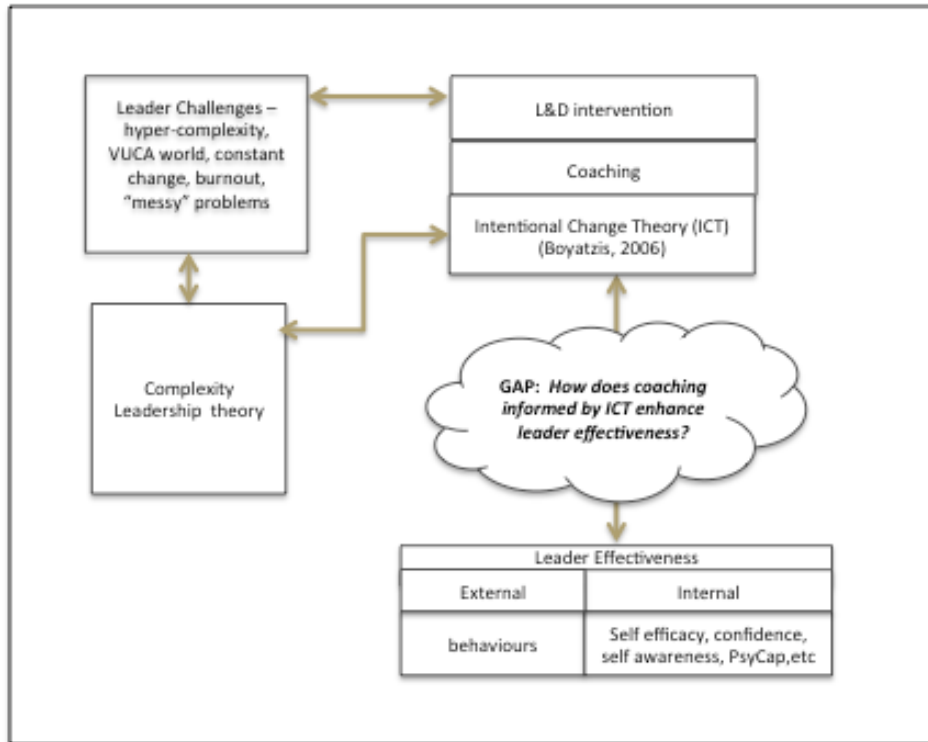 Leader Challenges –
hyper-complexity,
VUCA world, constant
change, burnout,
“messy” problems
L&D intervention
Coaching
Intentional Change Theory (ICT)
(Boyatzis, 2006)
Complexity
Leadership theory
GAP: How does coaching
informed by ICT enhance
leader effectiveness?
Leader Effectiveness
External
Internal
behaviours
Self efficacy, confidence,
self awareness, PsyCap,etc